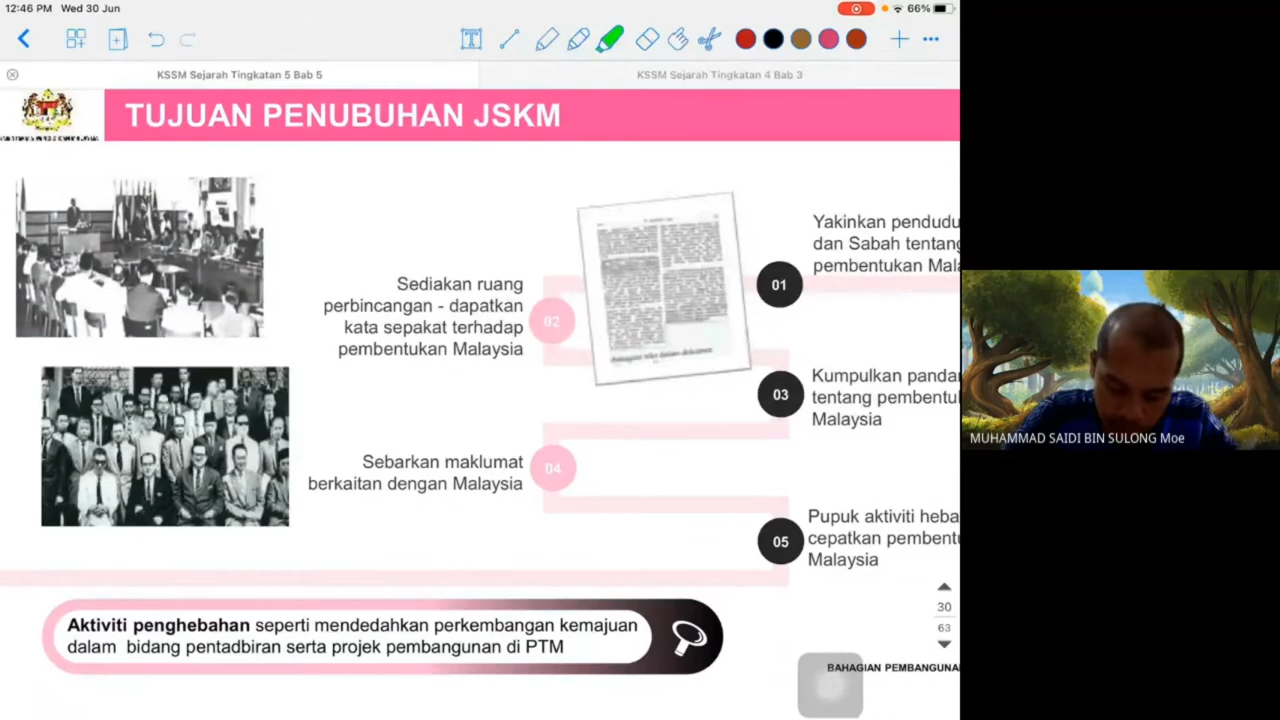 12:46 PM Wed 30 Jun
66%
KSSM Sejarah Tingkatan 5 Bab 5
KSSM Sejarah Tingkatan 4 Bab 3
TUJUAN PENUBUHAN JSKM
Yakinkan pendudu
dan Sabah tentang
pembentukan Mala
01
Sediakan ruang
perbincangan - dapatkan
kata sepakat terhadap
pembentukan Malaysia
02
Kumpulkan panda
tentang pembentu
Malaysia
03
Sebarkan maklumat
berkaitan dengan Malaysia
04
Pupuk aktiviti heba
cepatkan pembentu
Malaysia
05
Aktiviti penghebahan seperti mendedahkan perkembangan kemajuan
dalam bidang pentadbiran serta projek pembangunan di PTM
30
63
BAHAGIAN PEMBANGUNA
MUHAMMAD SAIDI BIN SULONG Moe